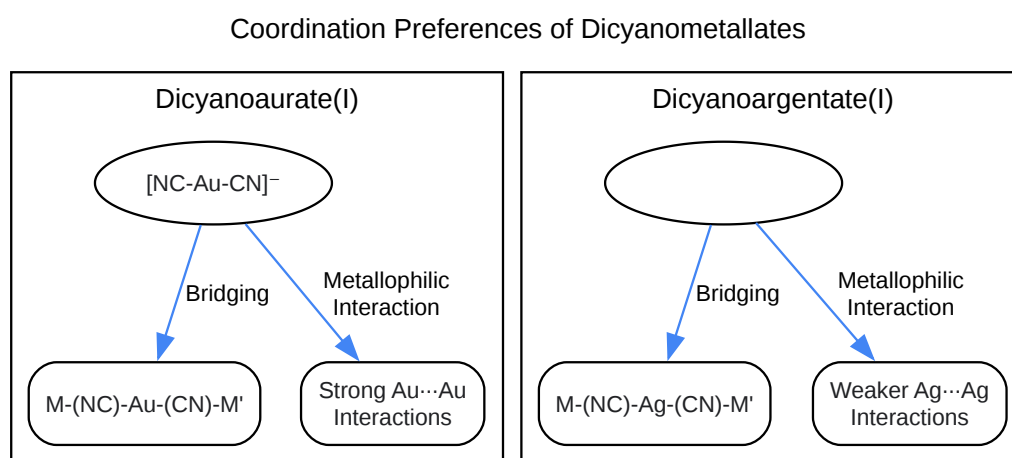 Coordination Preferences of Dicyanometallates
Dicyanoaurate(I)
[NC-Au-CN]⁻
Bridging
Metallophilic
Interaction
M-(NC)-Au-(CN)-M'
Strong Au···Au
Interactions
Dicyanoargentate(I)
Bridging
Metallophilic
Interaction
M-(NC)-Ag-(CN)-M'
Weaker Ag···Ag
Interactions